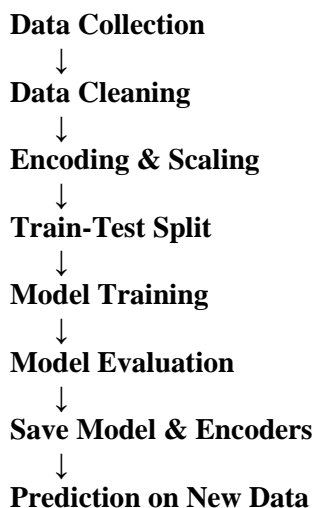 Data Collection
↓
Data Cleaning
↓
Encoding & Scaling
↓
Train-Test Split
↓
Model Training
↓
Model Evaluation
↓
Save Model & Encoders
↓
Prediction on New Data